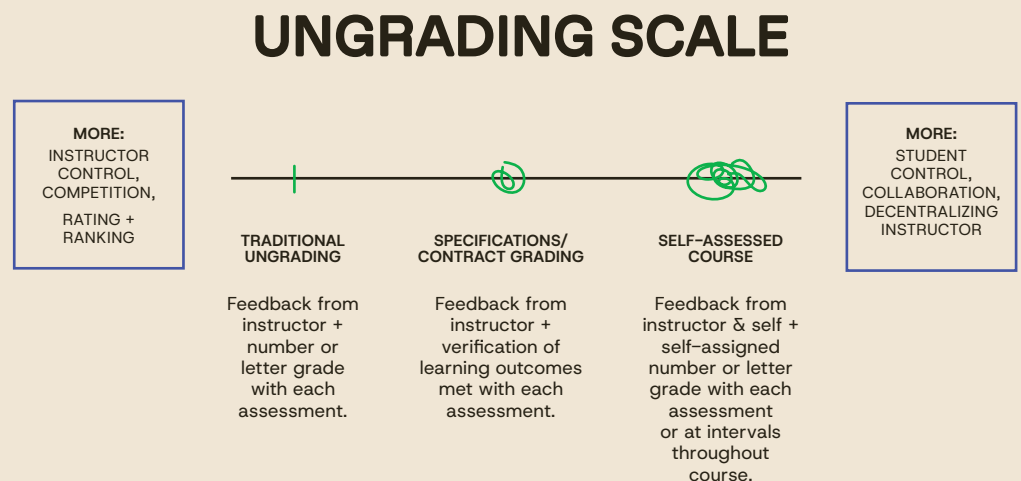 UNGRADING SCALE
MORE:
INSTRUCTOR
CONTROL,
COMPETITION,
RATING +
RANKING
MORE:
STUDENT
CONTROL,
COLLABORATION,
DECENTRALIZING
INSTRUCTOR
TRADITIONAL
UNGRADING
Feedback from
instructor +
number or
letter grade
with each
assessment.
SPECIFICATIONS/
CONTRACT GRADING
Feedback from
instructor +
verification of
learning outcomes
met with each
assessment.
SELF-ASSESSED
COURSE
Feedback from
instructor & self +
self-assigned
number or letter
grade with each
assessment
or at intervals
throughout
course.